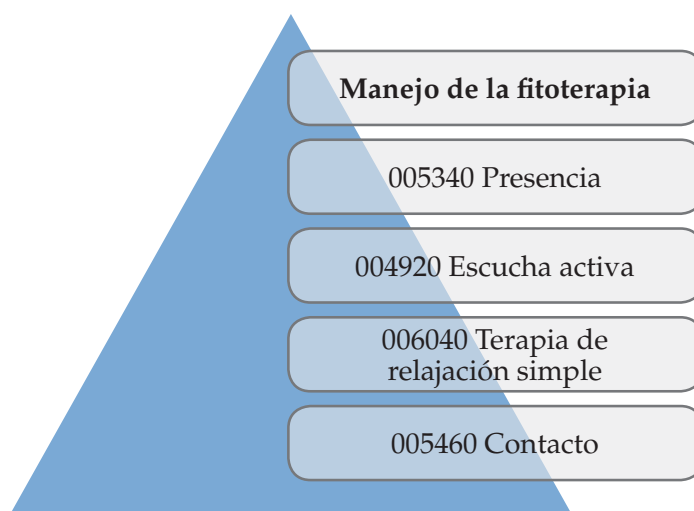 Manejo de la fitoterapia
005340 Presencia
004920 Escucha activa
006040 Terapia de
relajación simple
005460 Contacto